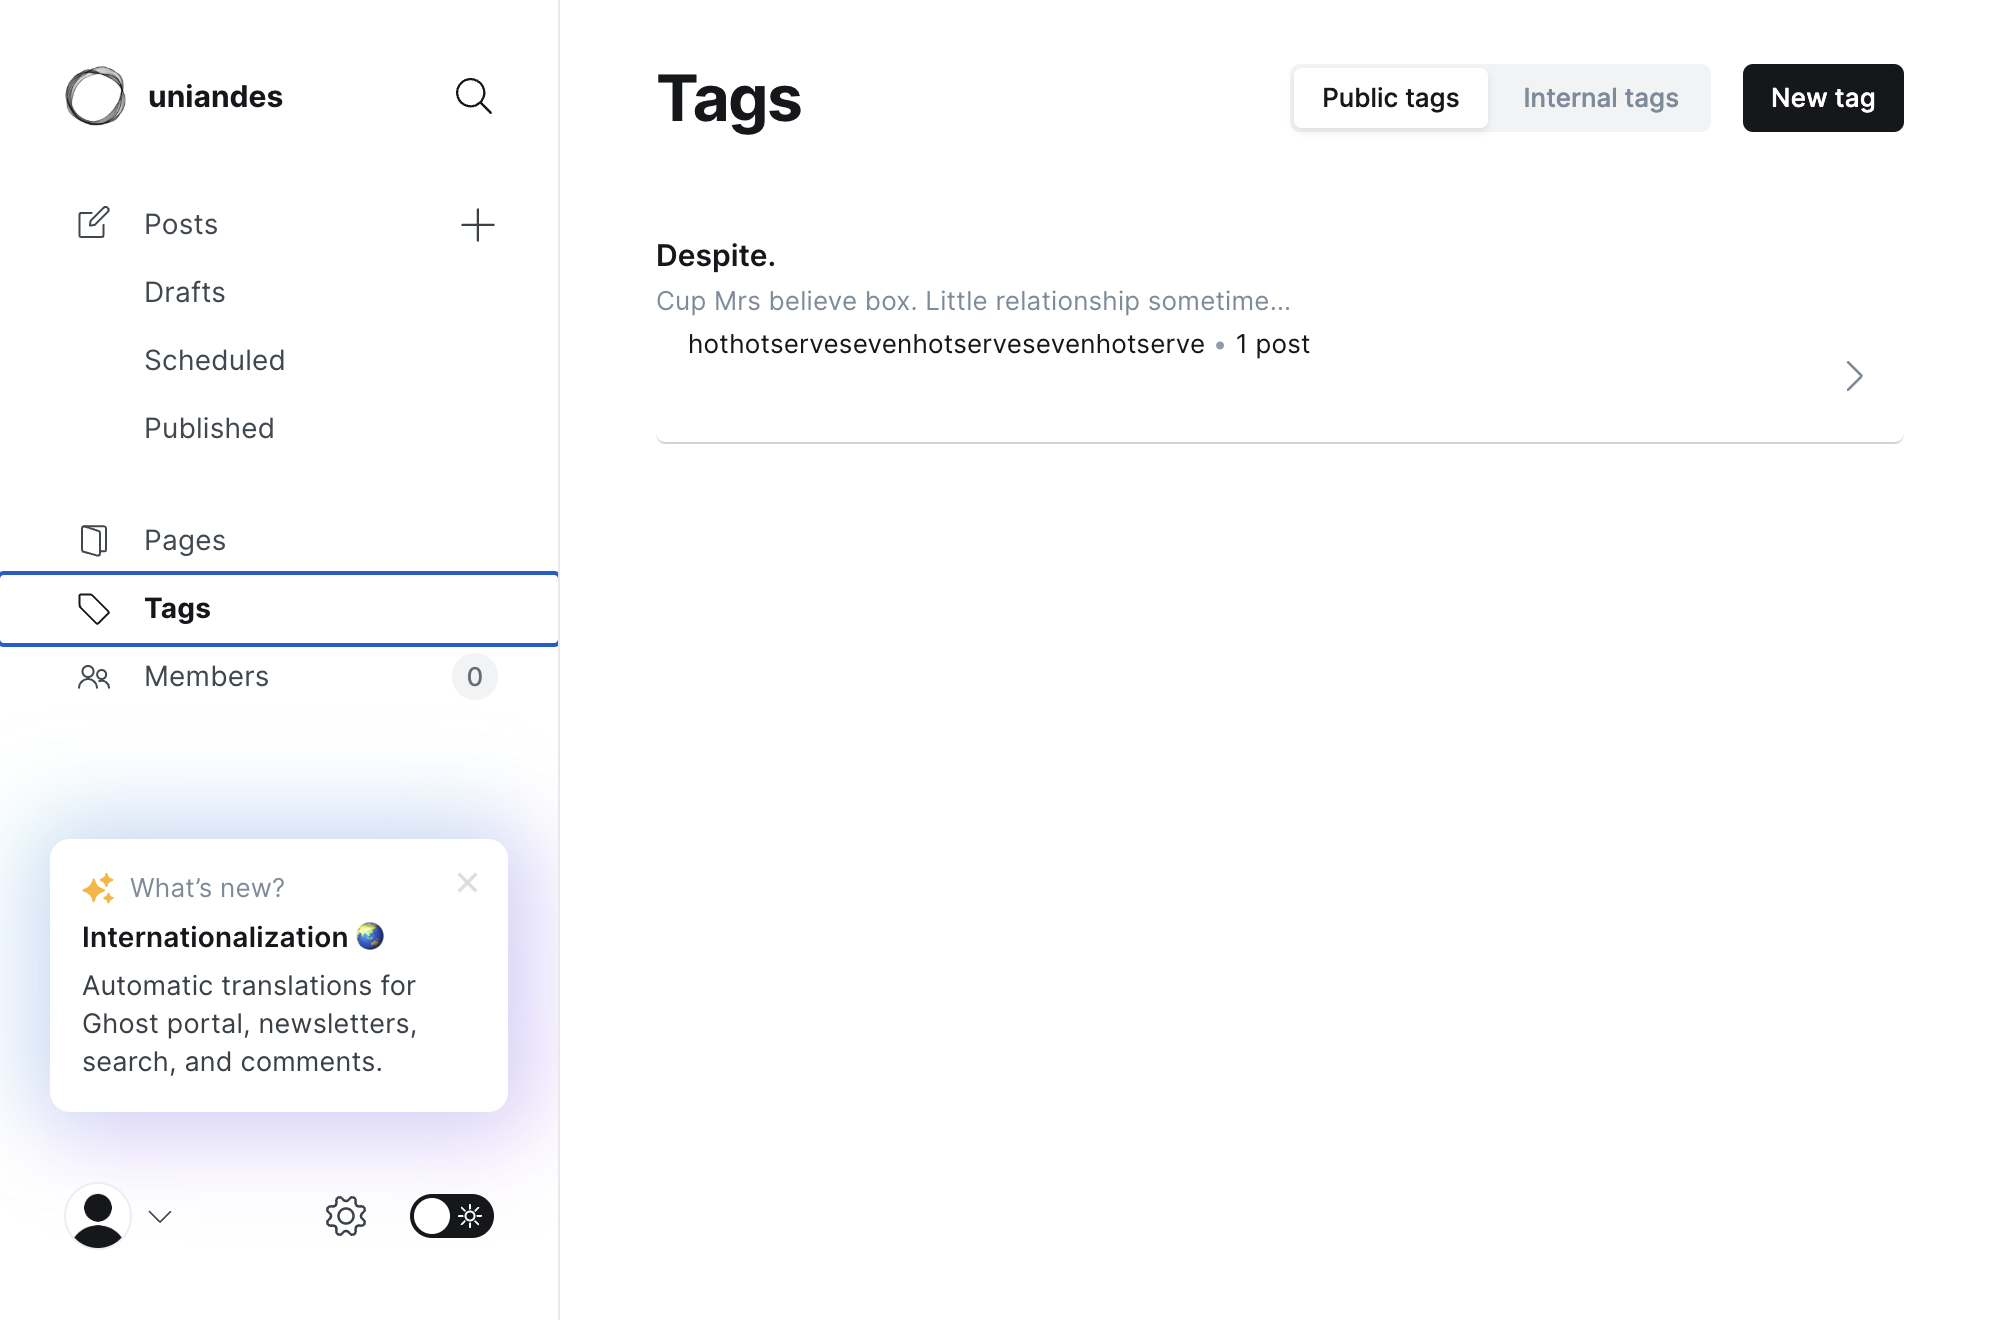 uniandes
Posts
Drafts
Scheduled
Published
Pages
Tags
Members
0
What’s new?
Internationalization
Automatic translations for
Ghost portal, newsletters,
search, and comments.
Tags
Public tags
Internal tags
New tag
Despite.
Cup Mrs believe box. Little relationship sometime...
hothotservesevenhotservesevenhotserve • 1 post